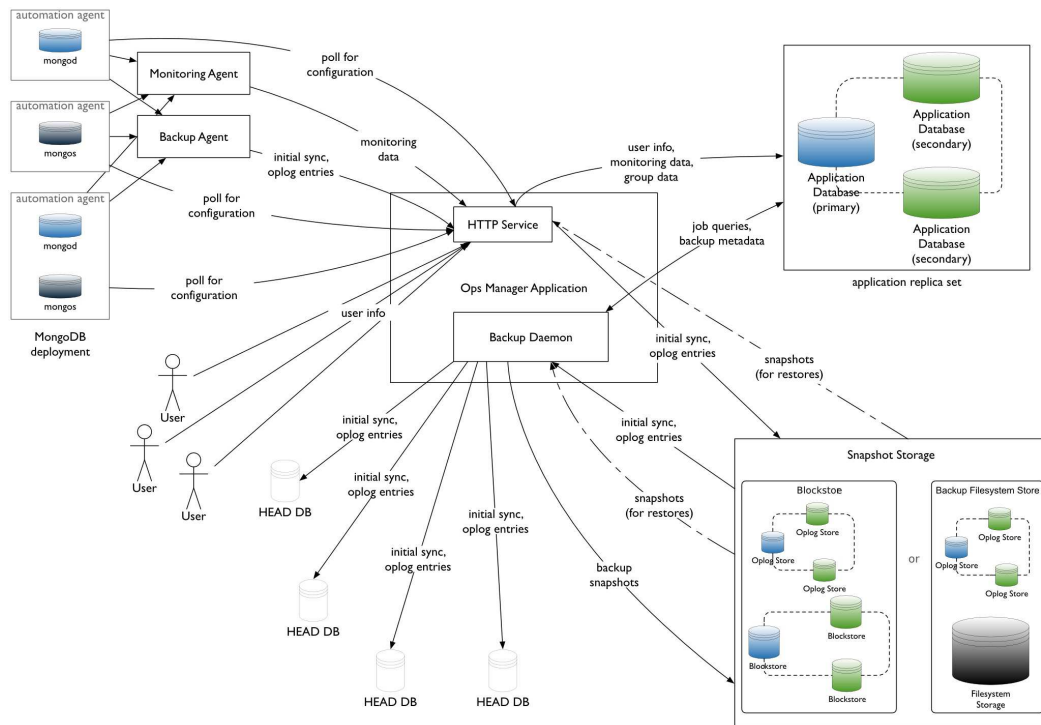 automation agent
mongod
automation agent
mongos
automation agent
mongod
mongos
MongoDB
deployment
Monitoring Agent
Backup Agent
poll for
configuration
monitoring
data
initial sync,
oplog entries
poll for
configuration
poll for
configuration
user info
User
User
User
HTTP Service
Ops Manager Application
Backup Daemon
user info,
monitoring data,
group data
job queries,
backup metadata
Application
Database
(primary)
Application
Database
(secondary)
Application
Database
(secondary)
application replica set
initial sync,
oplog entries
snapshots
(for restores)
initial sync,
oplog entries
snapshots
(for restores)
backup
snapshots
initial sync,
oplog entries
HEAD DB
initial sync,
oplog entries
HEAD DB
initial sync,
oplog entries
HEAD DB
initial sync,
oplog entries
HEAD DB
Snapshot Storage
Blockstore
Oplog Store
Oplog Store
Oplog Store
Blockstore
Blockstore
Blockstore
or
Backup Filesystem Store
Oplog Store
Oplog Store
Oplog Store
Filesystem
Storage